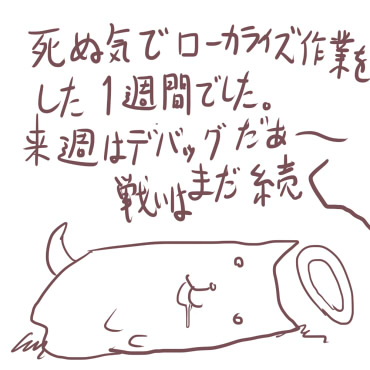 死ぬ気でローカライズ作業を
した1週間でした。
来週はデバッグだぁ〜
戦いはまだ続く